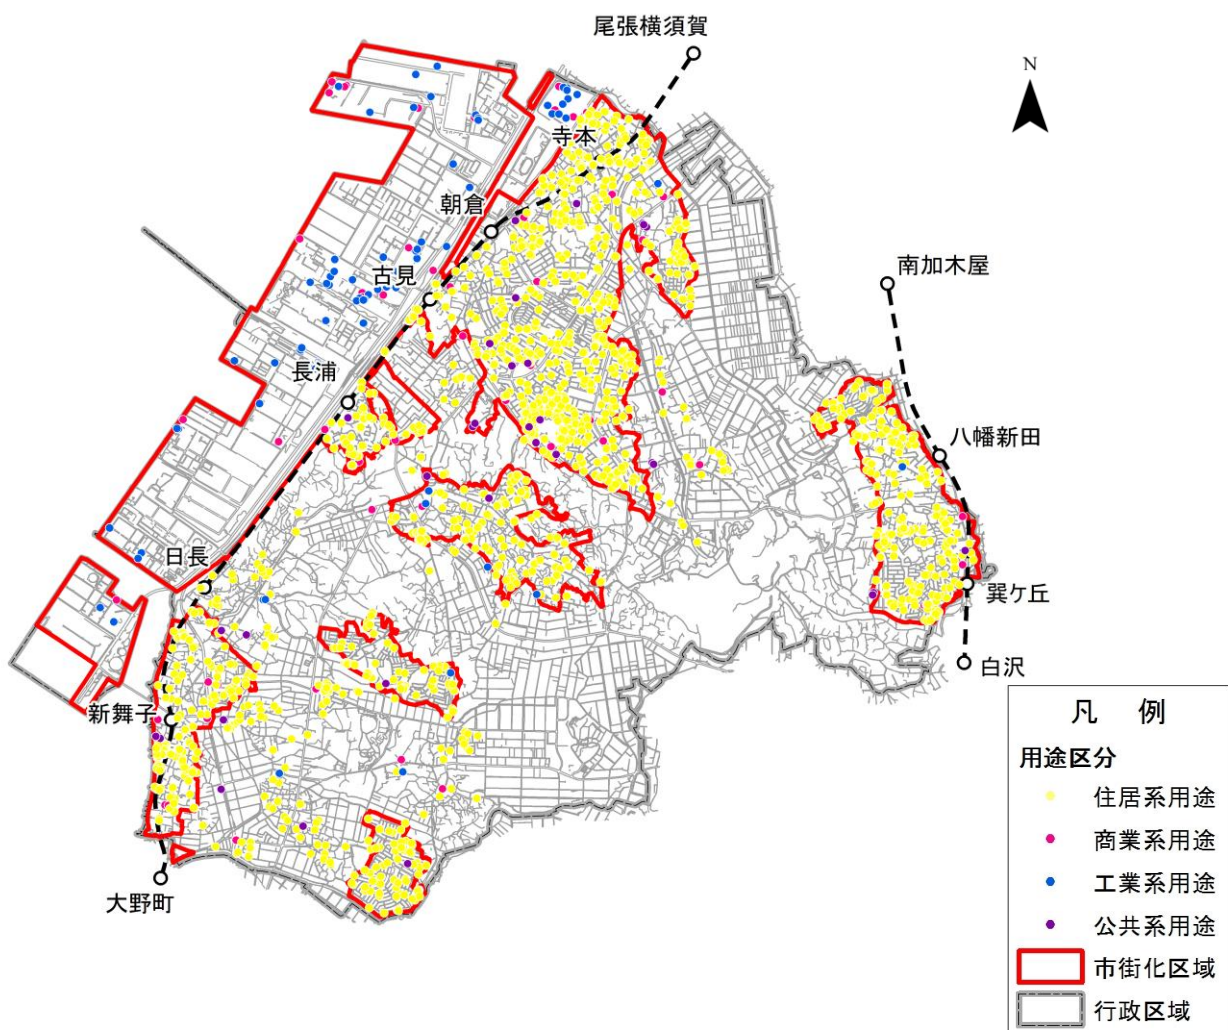 尾張横須賀
N
寺本
朝倉
古見
南加木屋
長浦
八幡新田
日長
巽ケ丘
白沢
新舞子
大野町
凡 例
用途区分
住居系用途
商業系用途
工業系用途
公共系用途
市街化区域
行政区域